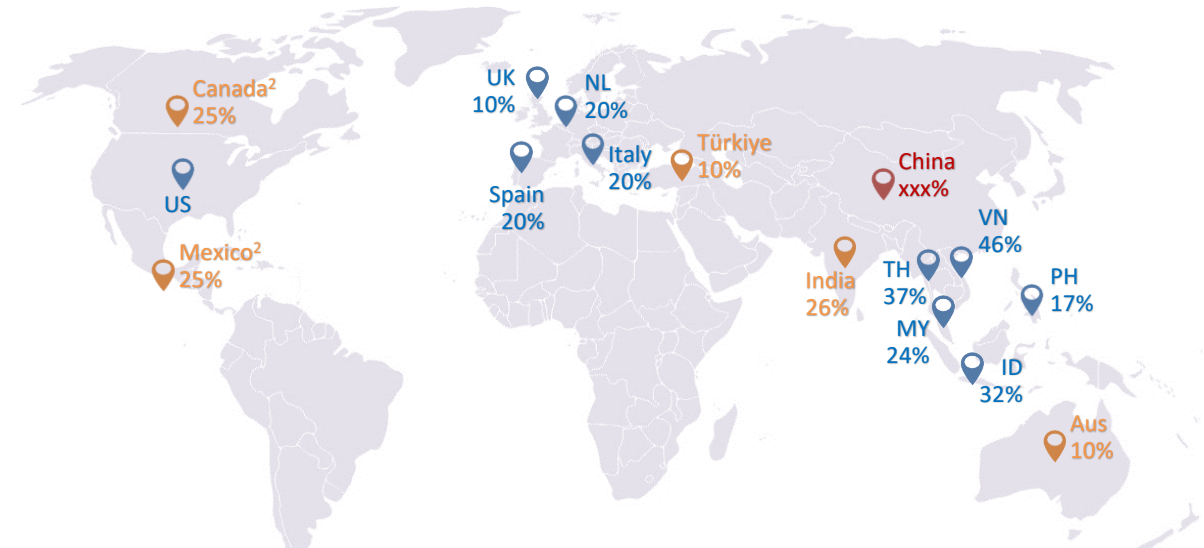 Canada²
25%
US
Mexico²
25%
UK
10%
NL
20%
Spain
20%
Italy
20%
Türkiye
10%
China
xxx%
India
26%
VN
46%
TH
37%
MY
24%
PH
17%
ID
32%
Aus
10%